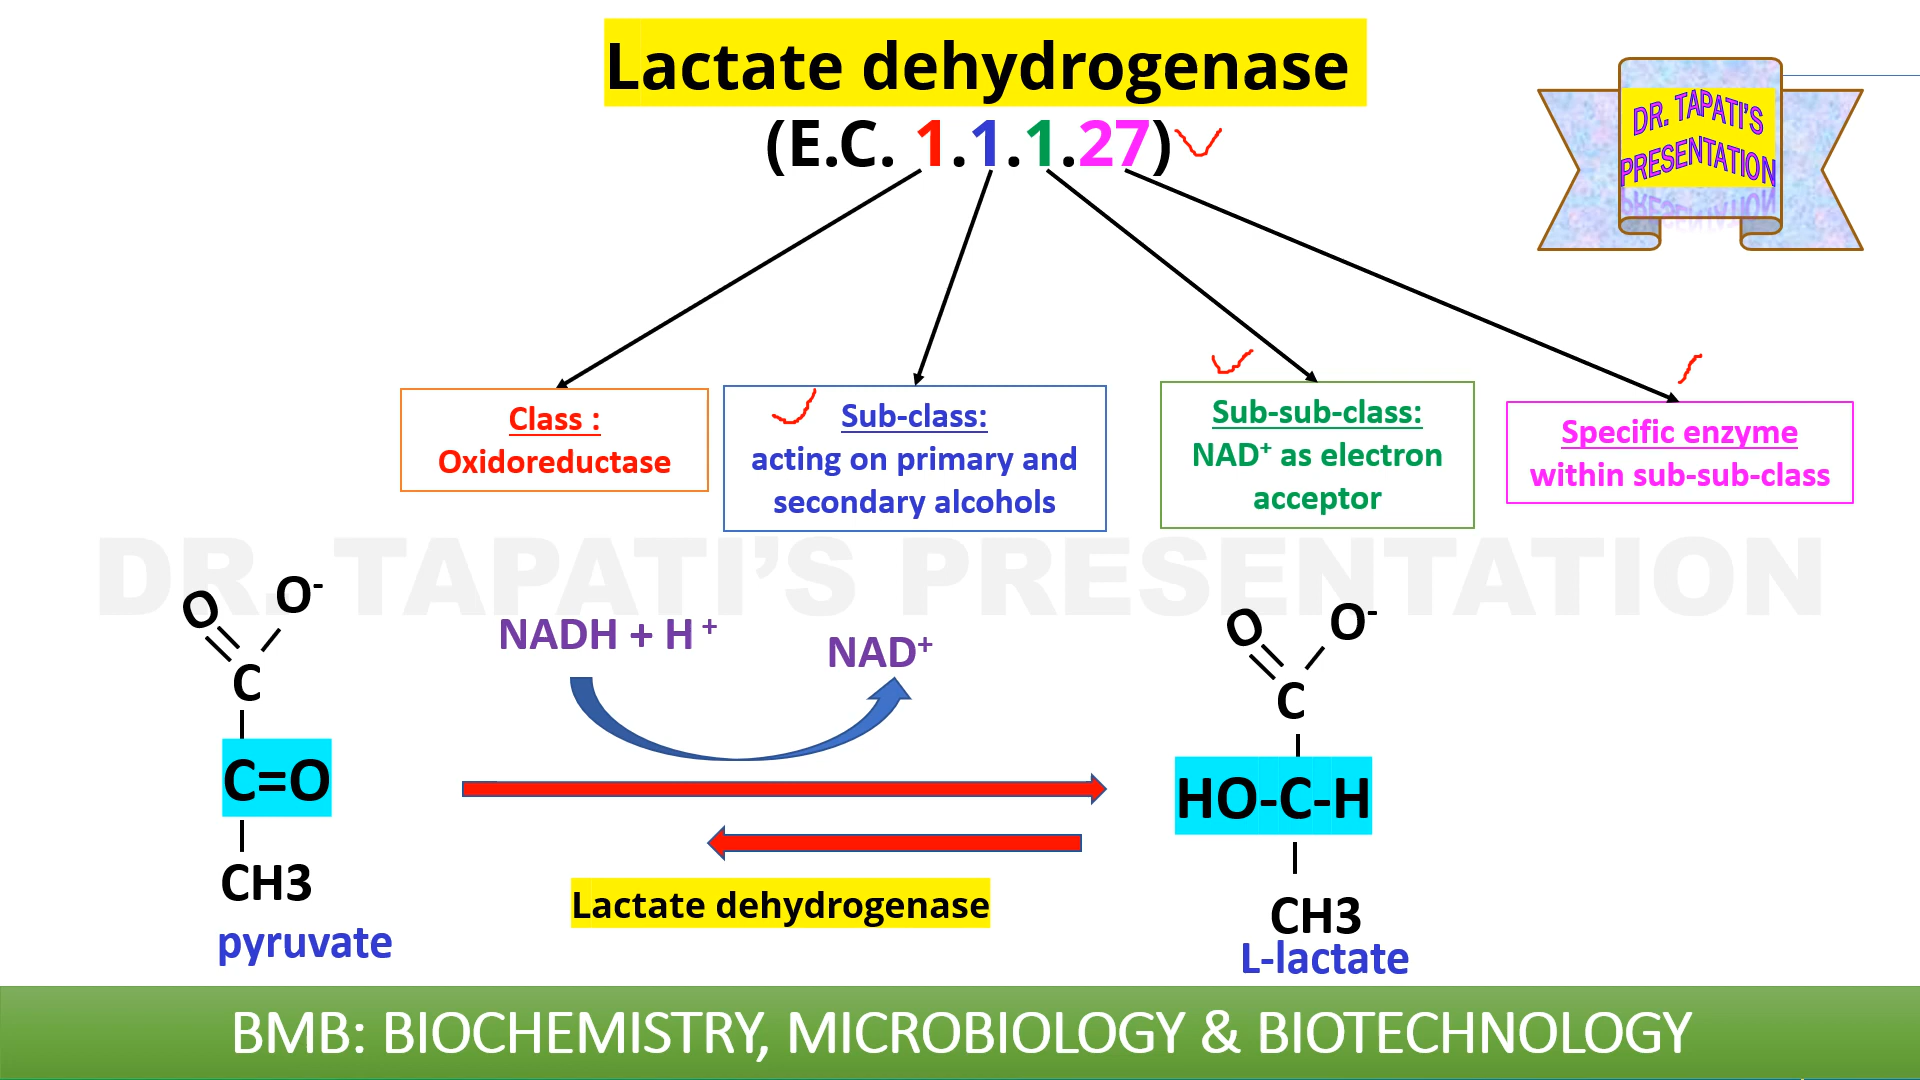 Lactate dehydrogenase
(E.C. 1.1.1.27)
DR. TAPATI'S
PRESENTATION
Class :
Oxidoreductase
Sub-class:
acting on primary and
secondary alcohols
Sub-sub-class:
NAD⁺ as electron
acceptor
Specific enzyme
within sub-sub-class
DR. TAPATI’S PRESENTATION
O O⁻
C
C=O
CH3
pyruvate
NADH + H⁺
NAD⁺
Lactate dehydrogenase
O O⁻
C
HO-C-H
CH3
L-lactate
BMB: BIOCHEMISTRY, MICROBIOLOGY & BIOTECHNOLOGY